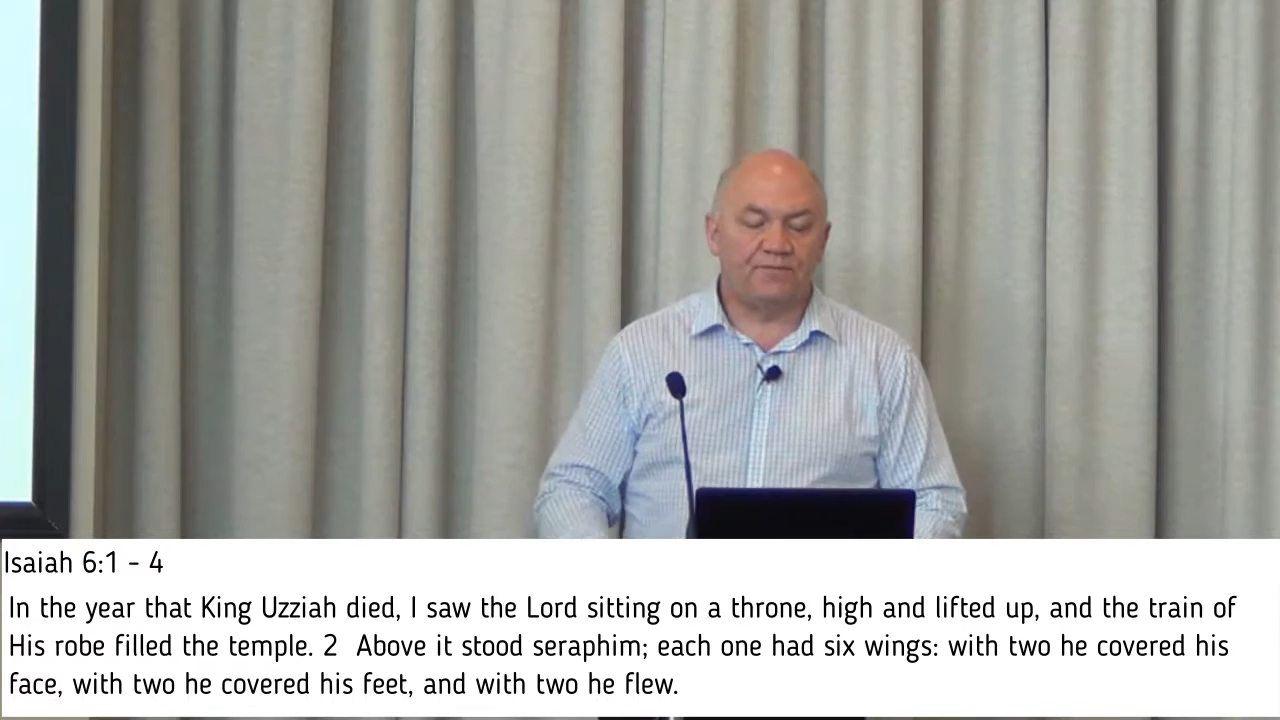 Isaiah 6:1 - 4
In the year that King Uzziah died, I saw the Lord sitting on a throne, high and lifted up, and the train of
His robe filled the temple. 2  Above it stood seraphim; each one had six wings: with two he covered his
face, with two he covered his feet, and with two he flew.